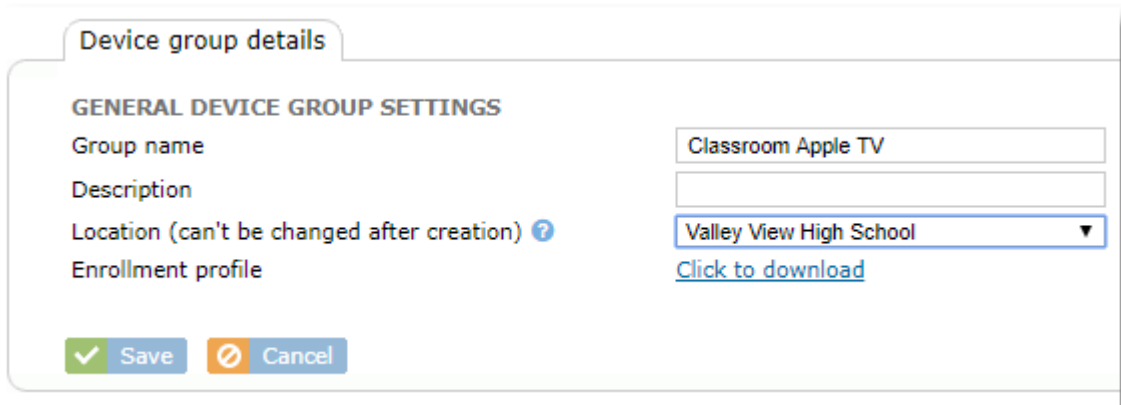 Device group details
GENERAL DEVICE GROUP SETTINGS
Group name Classroom Apple TV
Description
Location (can't be changed after creation) ? Valley View High School ▼
Enrollment profile Click to download
Save Cancel